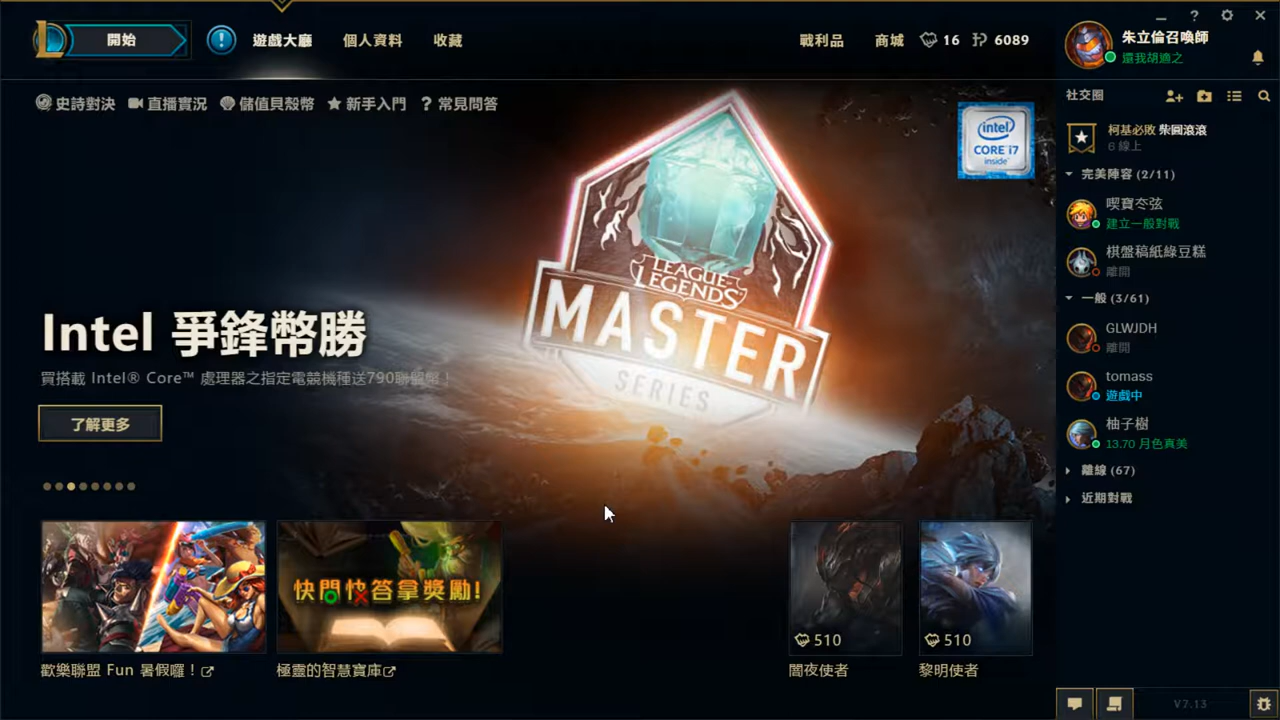 開始
遊戲大廳
個人資料
收藏
戰利品
商城
16
6089
朱立倫召喚師
還我胡適之
史詩對決
直播實況
儲值貝殼幣
新手入門
? 常見問答
intel
CORE i7
inside
社交圈
柯基必敗 柴圓滾滾
6 線上
完美陣容 (2/11)
喫寶冭弦
建立一般對戰
棋盤稿紙綠豆糕
離開
一般 (3/61)
GLWJDH
離開
tomass
遊戲中
柚子樹
13.70 月色真美
離線 (67)
近期對戰
LEAGUE OF
LEGENDS
MASTER
SERIES
Intel 爭鋒幣勝
買搭載 Intel® Core™ 處理器之指定電競機種送790聯盟幣！
了解更多
快問快答拿獎勵!
510
510
歡樂聯盟 Fun 暑假囉！
極靈的智慧寶庫
闇夜使者
黎明使者
V7.13